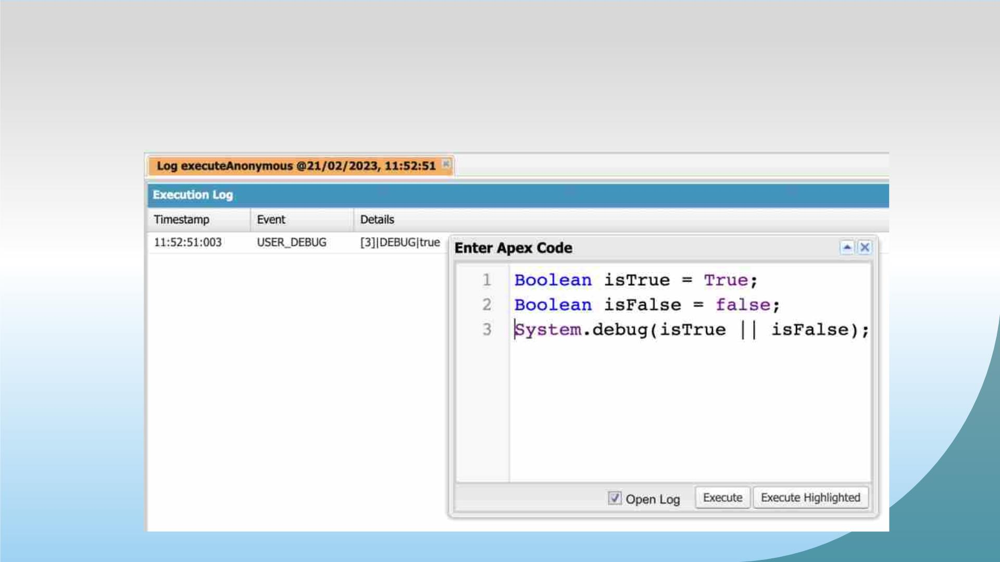 Log executeAnonymous @21/02/2023, 11:52:51
Execution Log
Timestamp Event Details
11:52:51:003 USER_DEBUG [3]|DEBUG|true
Enter Apex Code
1 Boolean isTrue = True;
2 Boolean isFalse = false;
3 System.debug(isTrue || isFalse);
Open Log Execute Execute Highlighted